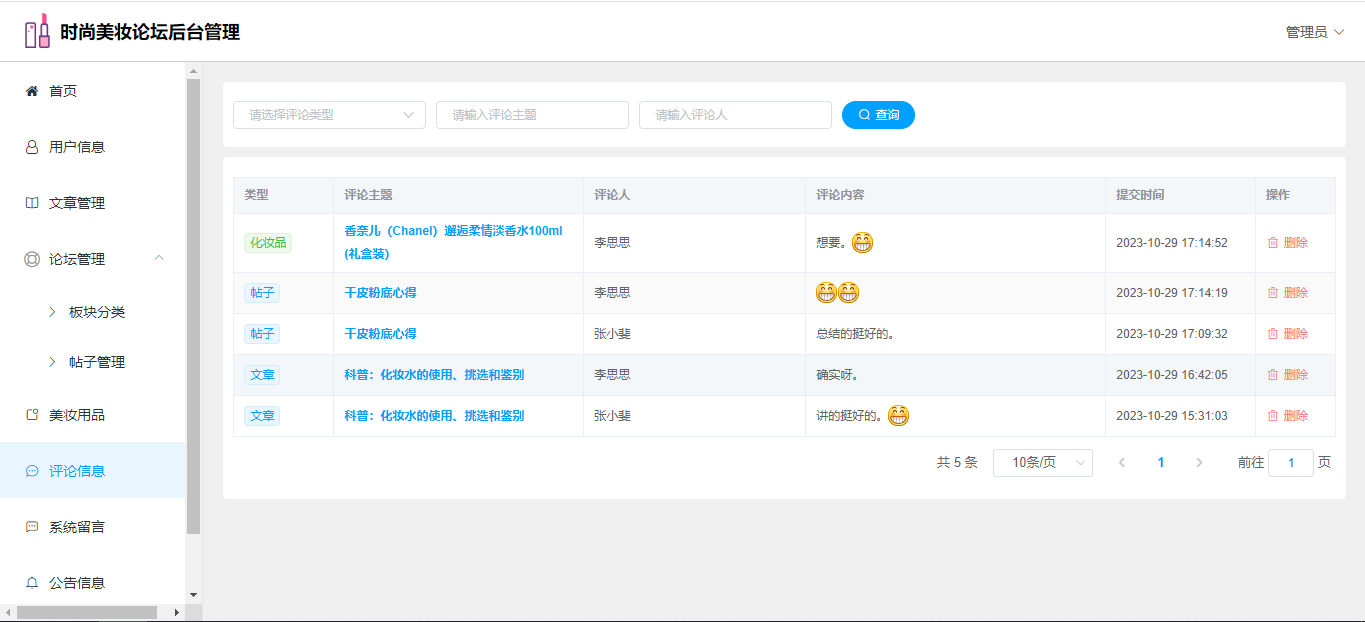 时尚美妆论坛后台管理
管理员
首页
用户信息
文章管理
论坛管理
板块分类
帖子管理
美妆用品
评论信息
系统留言
公告信息
请选择评论类型 请输入评论主题 请输入评论人 查询
类型 评论主题 评论人 评论内容 提交时间 操作
化妆品 香奈儿（Chanel）邂逅柔情淡香水100ml
(礼盒装) 李思思 想要。😁 2023-10-29 17:14:52 删除
帖子 干皮粉底心得 李思思 😁😁 2023-10-29 17:14:19 删除
帖子 干皮粉底心得 张小斐 总结的挺好的。 2023-10-29 17:09:32 删除
文章 科普：化妆水的使用、挑选和鉴别 李思思 确实呀。 2023-10-29 16:42:05 删除
文章 科普：化妆水的使用、挑选和鉴别 张小斐 讲的挺好的。😁 2023-10-29 15:31:03 删除
共 5 条 10条/页 1 前往 1 页